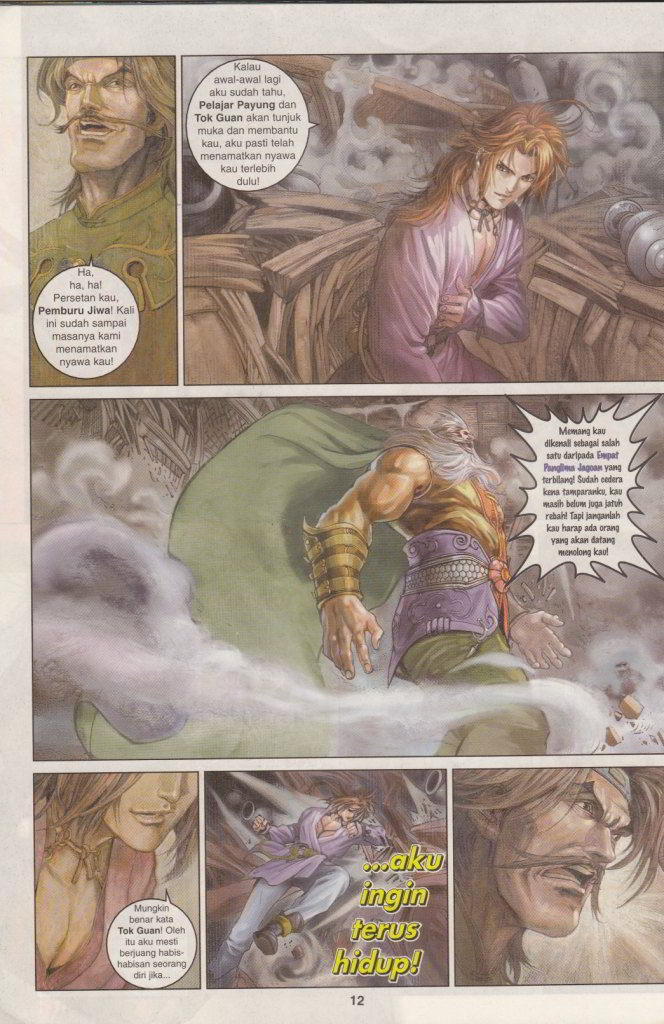 Ha,
ha, ha!
Persetan kau,
Pemburu Jiwa! Kali
ini sudah sampai
masanya kami
menamatkan
nyawa kau!
Kalau
awal-awal lagi
aku sudah tahu,
Pelajar Payung dan
Tok Guan akan tunjuk
muka dan membantu
kau, aku pasti telah
menamatkan nyawa
kau terlebih
dulu!
Memang kau
dikenali sebagai salah
satu daripada Empat
Panglima Jagoan yang
terbilang! Sudah cedera
kena tamparanku, kau
masih belum juga jatuh
rebah! Tapi janganlah
kau harap ada orang
yang akan datang
menolong kau!
Mungkin
benar kata
Tok Guan! Oleh
itu aku mesti
berjuang habis-
habisan seorang
diri jika...
...aku
ingin
terus
hidup!
12